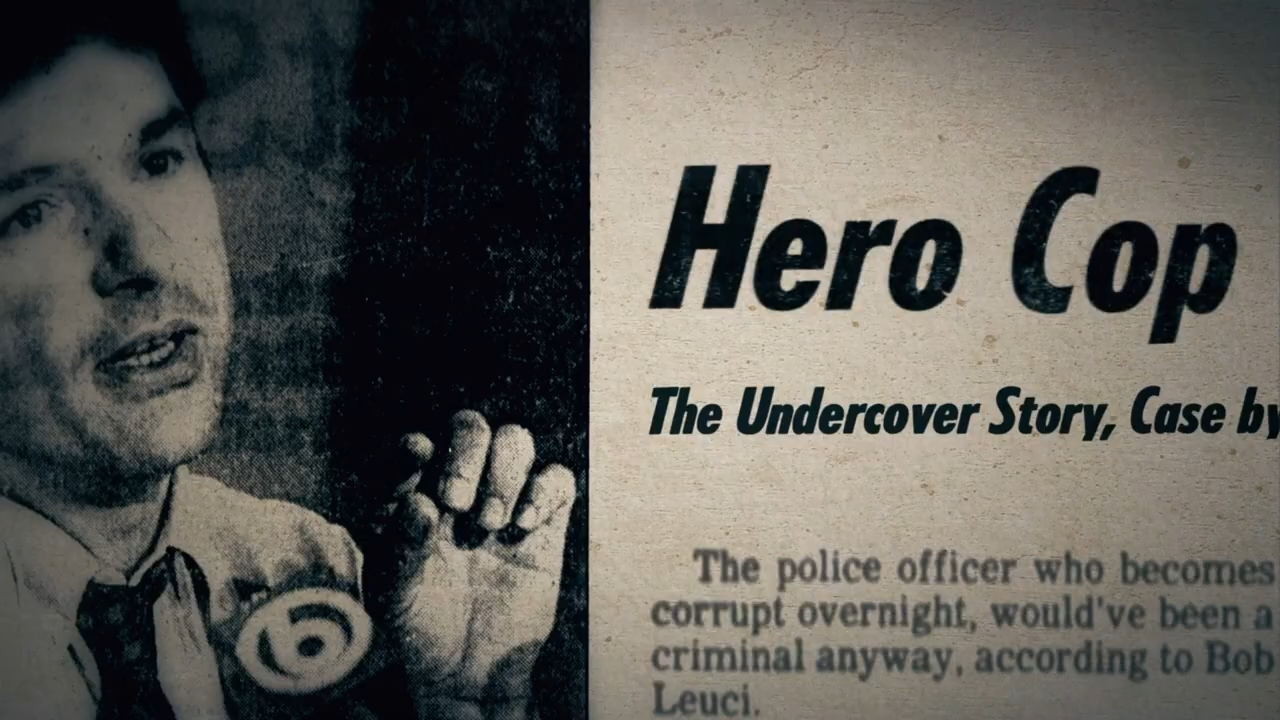 Hero Cop
The Undercover Story, Case by
The police officer who becomes
corrupt overnight, would've been a
criminal anyway, according to Bob
Leuci.